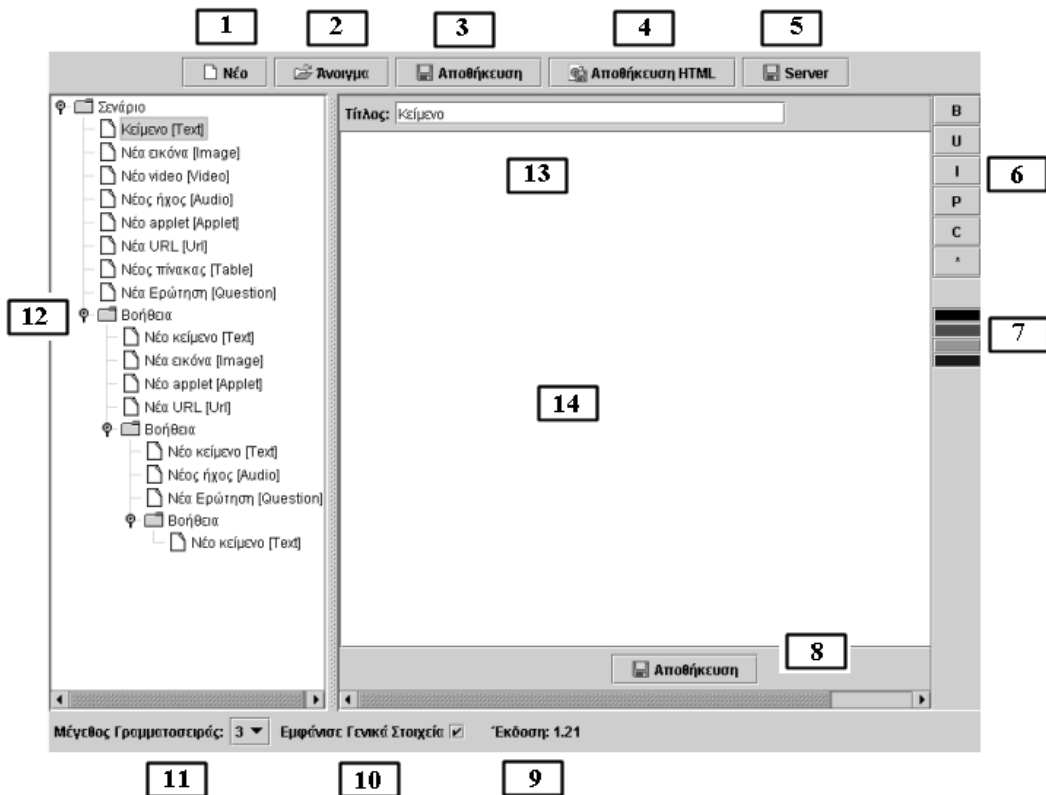 1 2 3 4 5
Νέο Άνοιγμα Αποθήκευση Αποθήκευση HTML Server
Σενάριο
Κείμενο [Text]
Νέα εικόνα [Image]
Νέο video [Video]
Νέος ήχος [Audio]
Νέο applet [Applet]
Νέα URL [Url]
Νέος πίνακας [Table]
Νέα Ερώτηση [Question]
12
Βοήθεια
Νέο κείμενο [Text]
Νέα εικόνα [Image]
Νέο applet [Applet]
Νέα URL [Url]
Βοήθεια
Νέο κείμενο [Text]
Νέος ήχος [Audio]
Νέα Ερώτηση [Question]
Βοήθεια
Νέο κείμενο [Text]
Τίτλος: Κείμενο
13
14
B
U
I
P
C
*
6
7
Αποθήκευση
8
Μέγεθος Γραμματοσειράς: 3 Εμφάνισε Γενικά Στοιχεία Έκδοση: 1.21
11 10 9